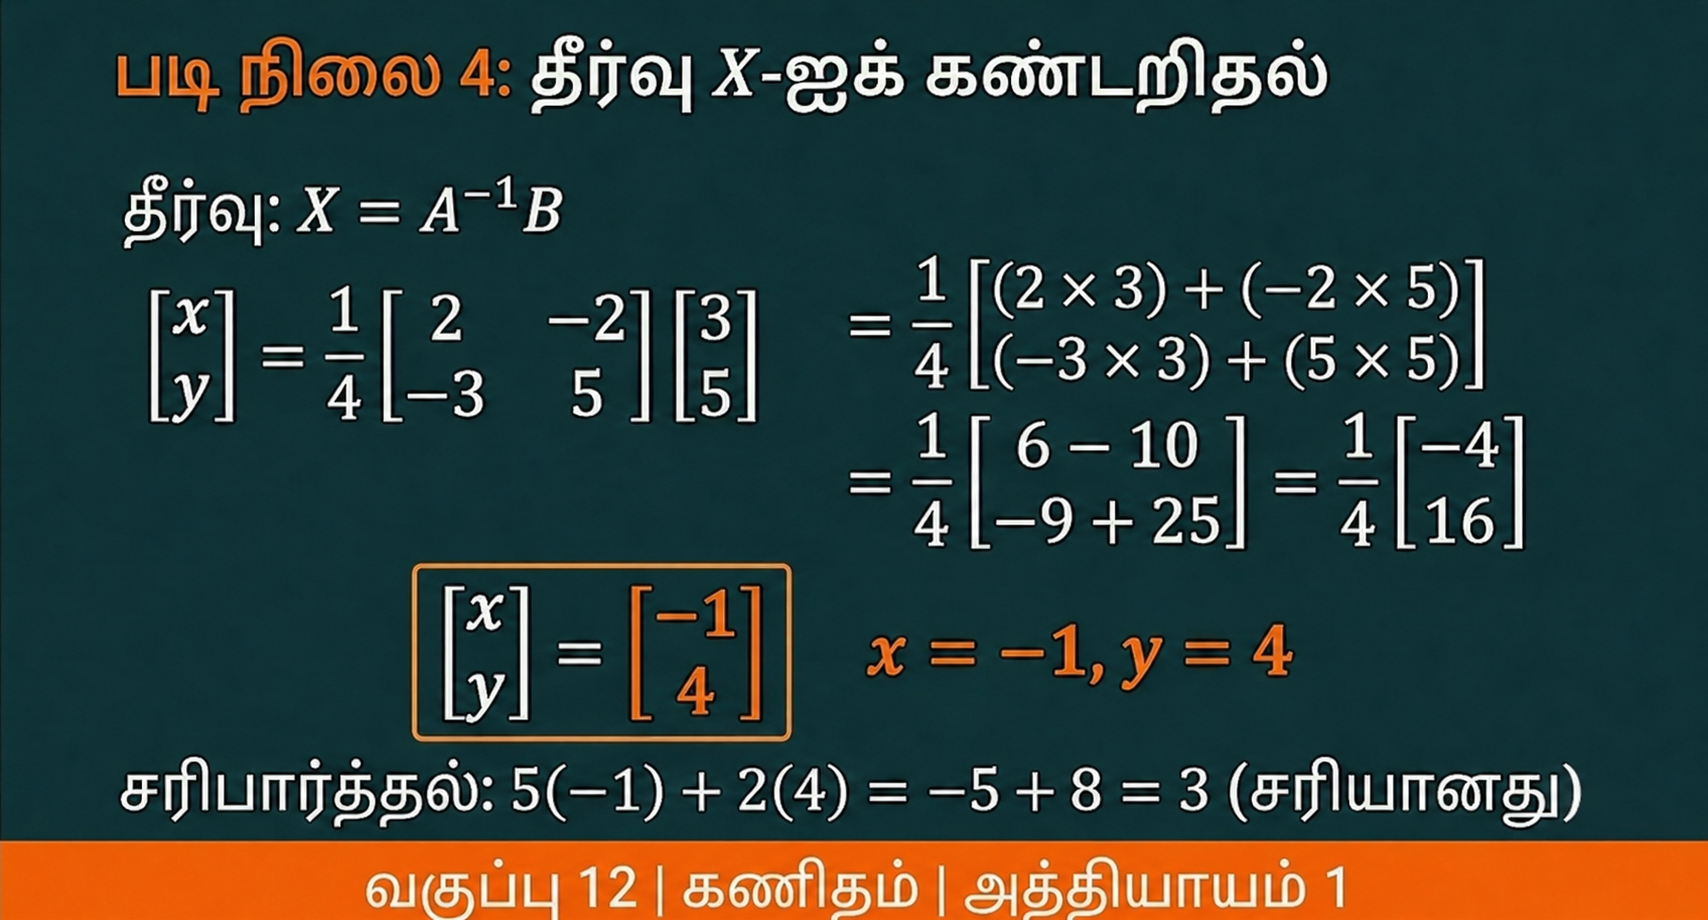 படி நிலை 4: தீர்வு X-ஐக் கண்டறிதல்
தீர்வு: X = A⁻¹B
[x y] = 1/4 [2 −2; −3 5] [3 5]
= 1/4 [(2 × 3) + (−2 × 5); (−3 × 3) + (5 × 5)]
= 1/4 [6 − 10; −9 + 25] = 1/4 [−4; 16]
[x y] = [−1 4]
x = −1, y = 4
சரிபார்த்தல்: 5(−1) + 2(4) = −5 + 8 = 3 (சரியானது)
வகுப்பு 12 | கணிதம் | அத்தியாயம் 1